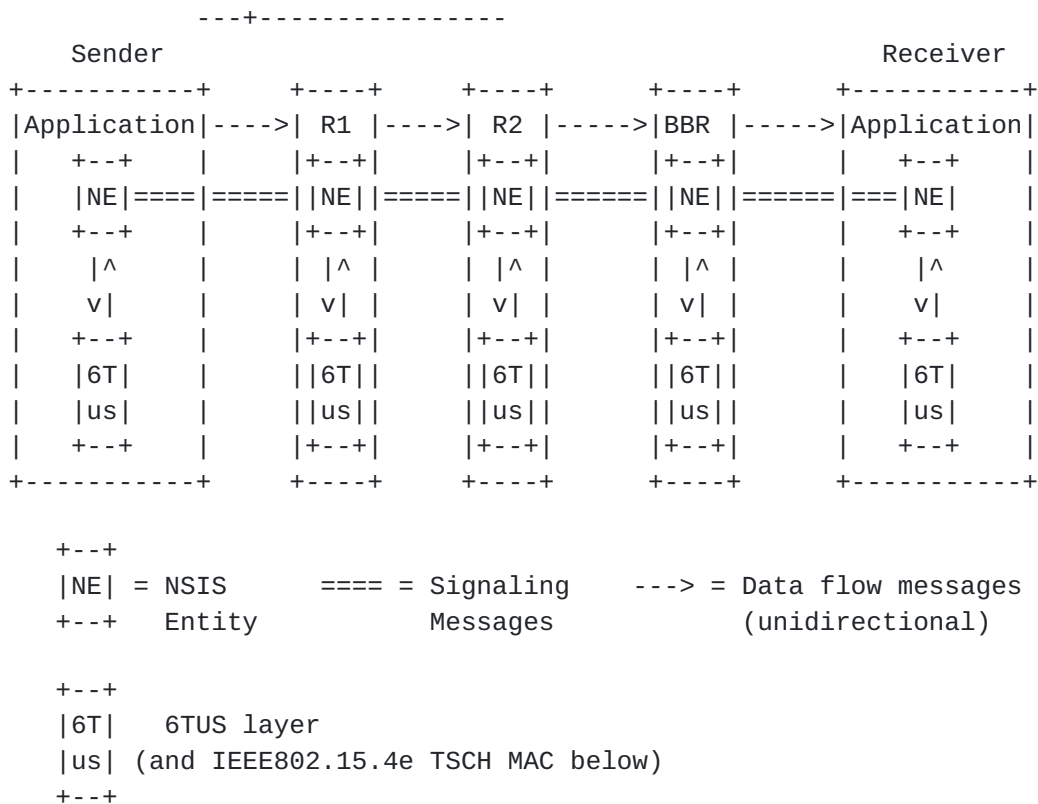 ---+----------------
    Sender                                              Receiver
+-----------+     +----+     +----+      +----+      +-----------+
|Application|---->| R1 |---->| R2 |----->|BBR |----->|Application|
|   +--+    |     |+--+|     |+--+|      |+--+|      |   +--+    |
|   |NE|====|=====||NE||=====||NE||======||NE||======|===|NE|    |
|   +--+    |     |+--+|     |+--+|      |+--+|      |   +--+    |
|    |^     |     | |^ |     | |^ |      | |^ |      |    |^     |
|    v|     |     | v| |     | v| |      | v| |      |    v|     |
|   +--+    |     |+--+|     |+--+|      |+--+|      |   +--+    |
|   |6T|    |     ||6T||     ||6T||      ||6T||      |   |6T|    |
|   |us|    |     ||us||     ||us||      ||us||      |   |us|    |
|   +--+    |     |+--+|     |+--+|      |+--+|      |   +--+    |
+-----------+     +----+     +----+      +----+      +-----------+
   +--+
   |NE| = NSIS      ==== = Signaling    ---> = Data flow messages
   +--+   Entity           Messages            (unidirectional)
   +--+
   |6T|   6TUS layer
   |us| (and IEEE802.15.4e TSCH MAC below)
   +--+